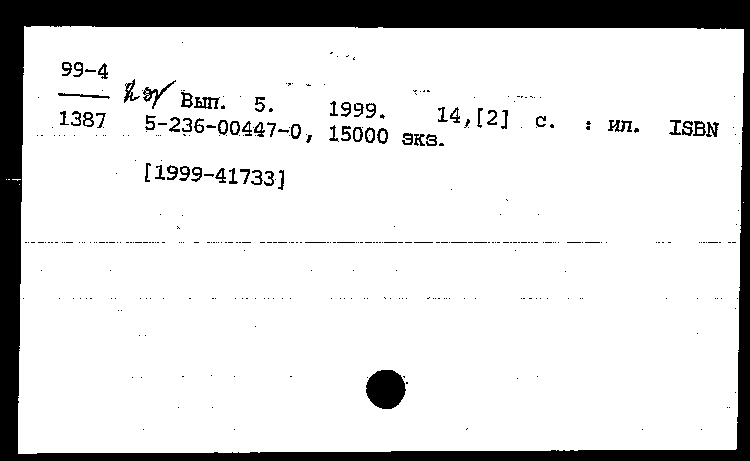 99-4
1387
Вып. 5. 1999. 14,[2] с. : ил. ISBN
5-236-00447-0, 15000 экз.
[1999-41733]